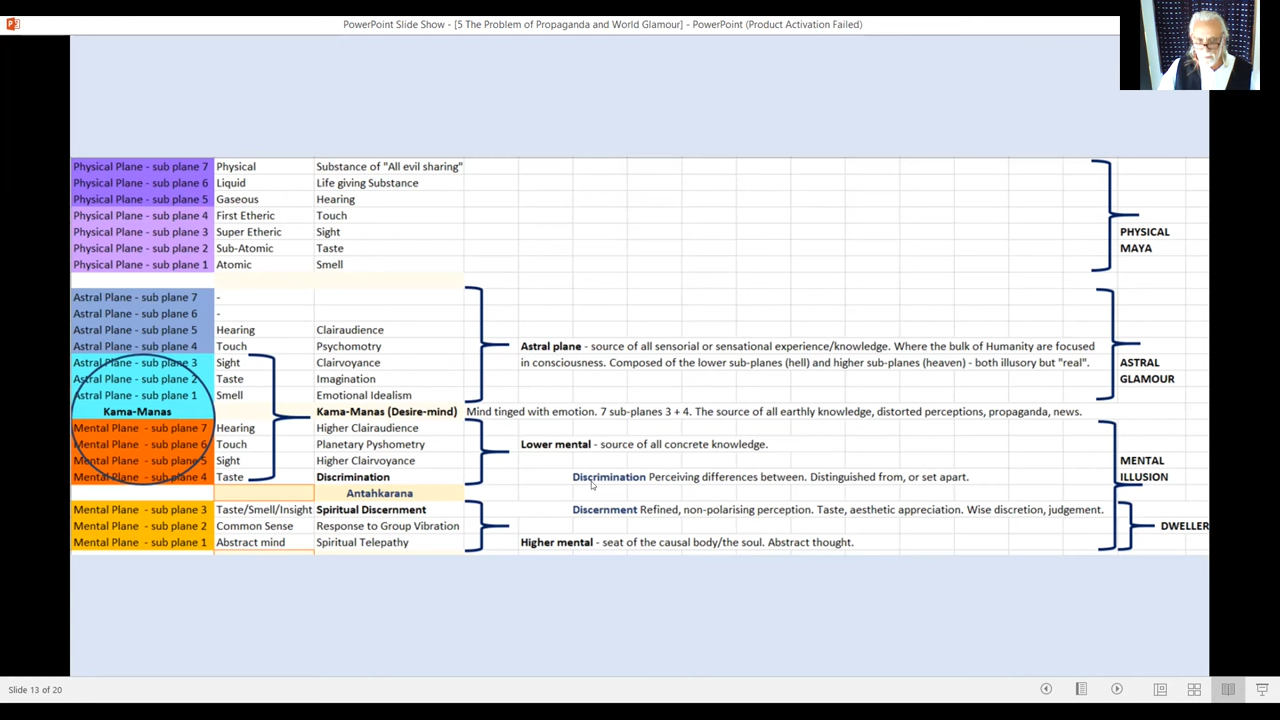 PowerPoint Slide Show - [5 The Problem of Propaganda and World Glamour] - PowerPoint (Product Activation Failed)
Physical Plane - sub plane 7 Physical Substance of "All evil sharing"
Physical Plane - sub plane 6 Liquid Life giving Substance
Physical Plane - sub plane 5 Gaseous Hearing
Physical Plane - sub plane 4 First Etheric Touch
Physical Plane - sub plane 3 Super Etheric Sight PHYSICAL
Physical Plane - sub plane 2 Sub-Atomic Taste MAYA
Physical Plane - sub plane 1 Atomic Smell
Astral Plane - sub plane 7 -
Astral Plane - sub plane 6 -
Astral Plane - sub plane 5 Hearing Clairaudience
Astral Plane - sub plane 4 Touch Psychomotry Astral plane - source of all sensorial or sensational experience/knowledge. Where the bulk of Humanity are focused
Astral Plane - sub plane 3 Sight Clairvoyance in consciousness. Composed of the lower sub-planes (hell) and higher sub-planes (heaven) - both illusory but "real". ASTRAL
Astral Plane - sub plane 2 Taste Imagination GLAMOUR
Astral Plane - sub plane 1 Smell Emotional Idealism
Kama-Manas Kama-Manas (Desire-mind) Mind tinged with emotion. 7 sub-planes 3 + 4. The source of all earthly knowledge, distorted perceptions, propaganda, news.
Mental Plane - sub plane 7 Hearing Higher Clairaudience
Mental Plane - sub plane 6 Touch Planetary Pyshometry Lower mental - source of all concrete knowledge.
Mental Plane - sub plane 5 Sight Higher Clairvoyance MENTAL
Mental Plane - sub plane 4 Taste Discrimination Discrimination Perceiving differences between. Distinguished from, or set apart. ILLUSION
Antahkarana
Mental Plane - sub plane 3 Taste/Smell/Insight Spiritual Discernment Discernment Refined, non-polarising perception. Taste, aesthetic appreciation. Wise discretion, judgement.
Mental Plane - sub plane 2 Common Sense Response to Group Vibration DWELLER
Mental Plane - sub plane 1 Abstract mind Spiritual Telepathy Higher mental - seat of the causal body/the soul. Abstract thought.
Slide 13 of 20